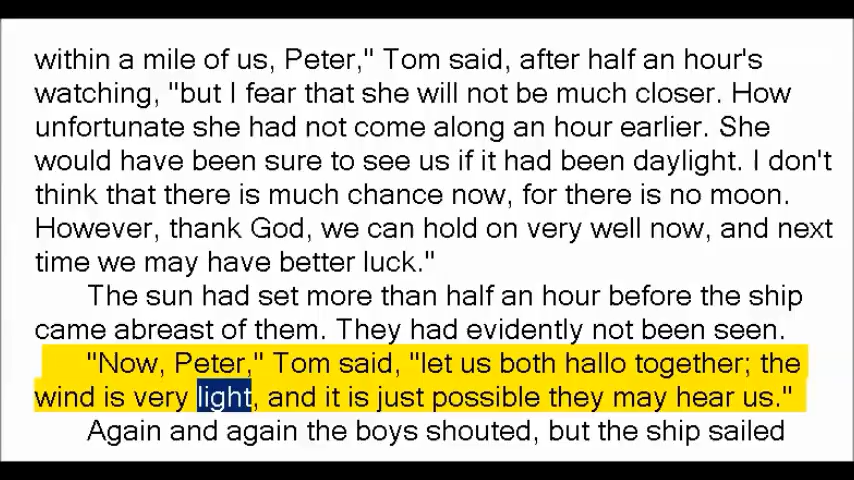 within a mile of us, Peter," Tom said, after half an hour's
watching, "but I fear that she will not be much closer. How
unfortunate she had not come along an hour earlier. She
would have been sure to see us if it had been daylight. I don't
think that there is much chance now, for there is no moon.
However, thank God, we can hold on very well now, and next
time we may have better luck."
The sun had set more than half an hour before the ship
came abreast of them. They had evidently not been seen.
"Now, Peter," Tom said, "let us both hallo together; the
wind is very light, and it is just possible they may hear us."
Again and again the boys shouted, but the ship sailed